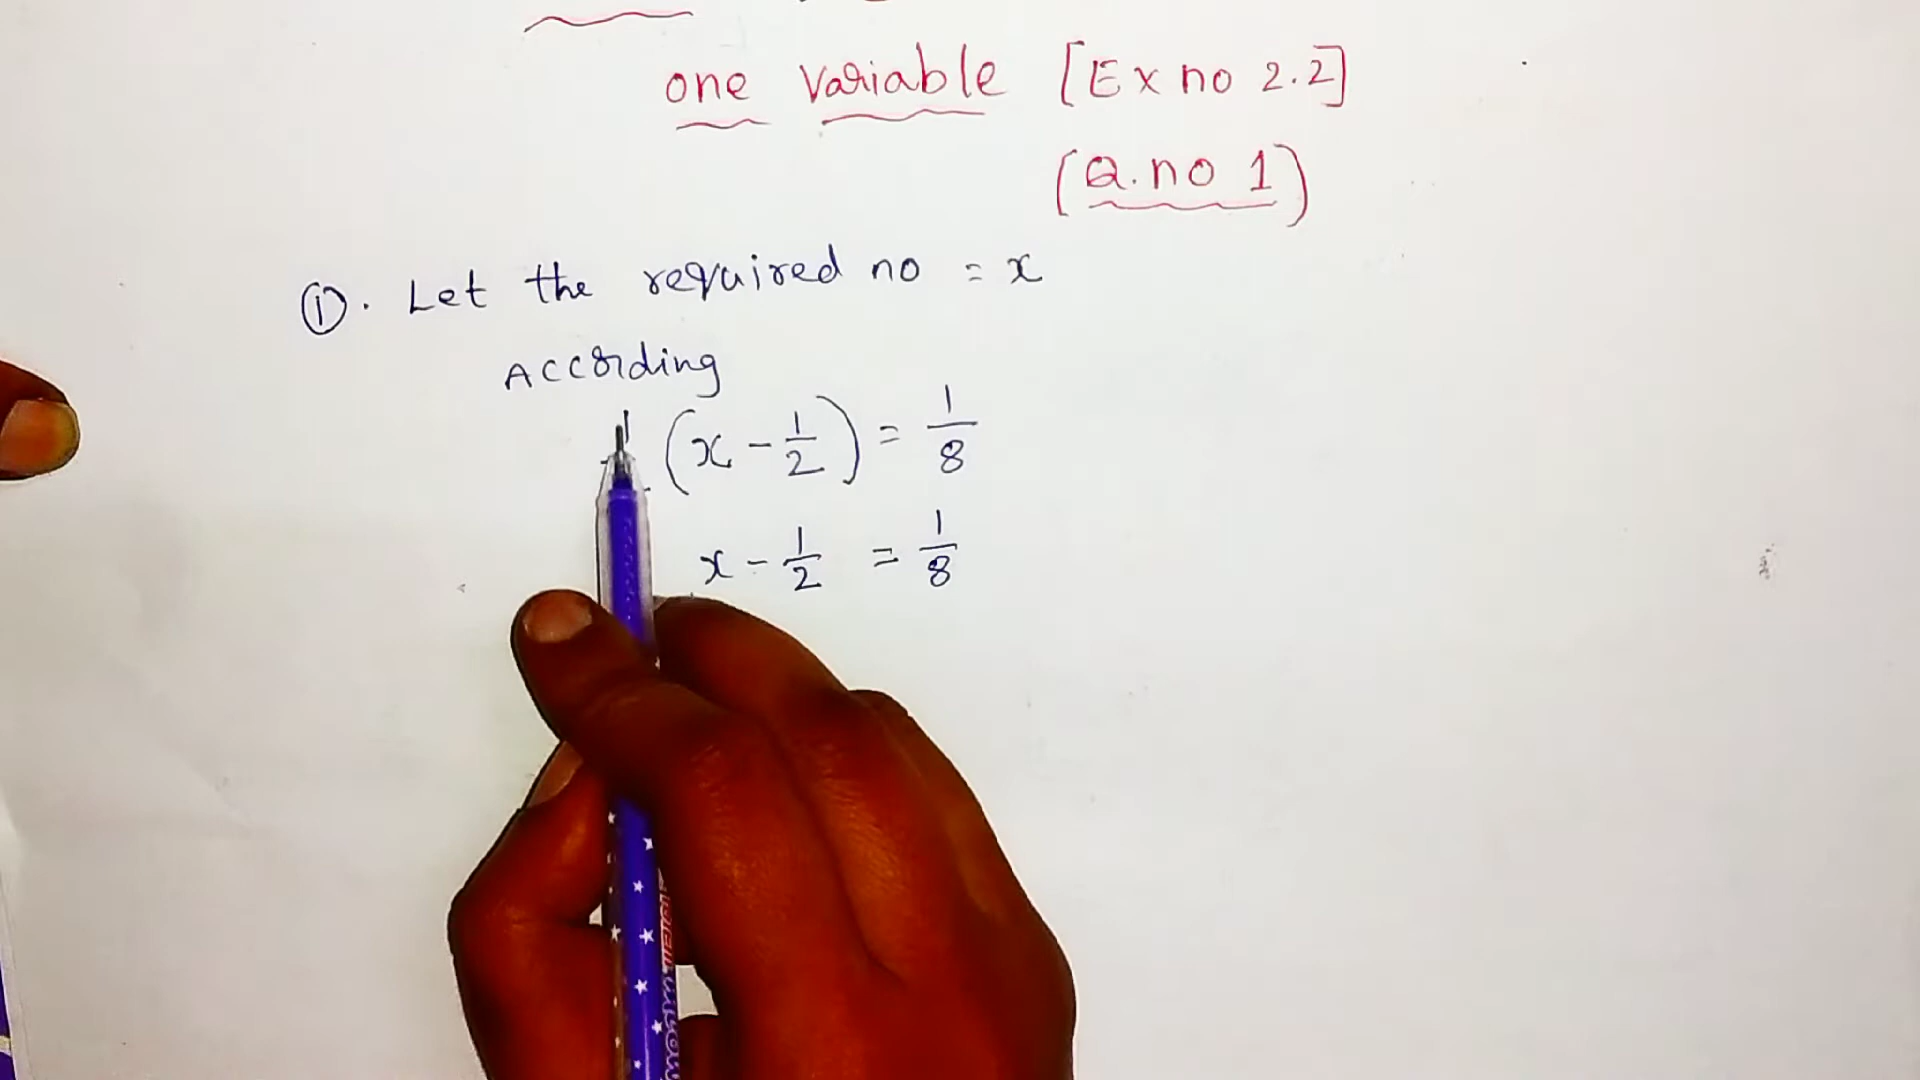 one variable [Ex no 2.2]
(Q.no 1)
①. Let the required no = x
According
(x - 1/2) = 1/8
x - 1/2 = 1/8